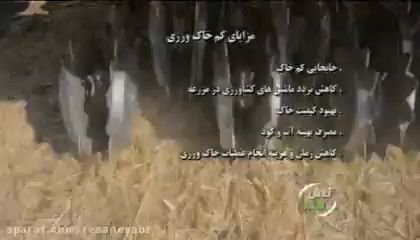 مزایای کم خاک ورزی
. جابجایی کم خاک
. کاهش تردد ماشین های کشاورزی در مزرعه
. بهبود کیفیت خاک
. مصرف بهینه آب و کود
. کاهش زمان و هزینه انجام عملیات خاک ورزی
aparat.com/resaneyabr